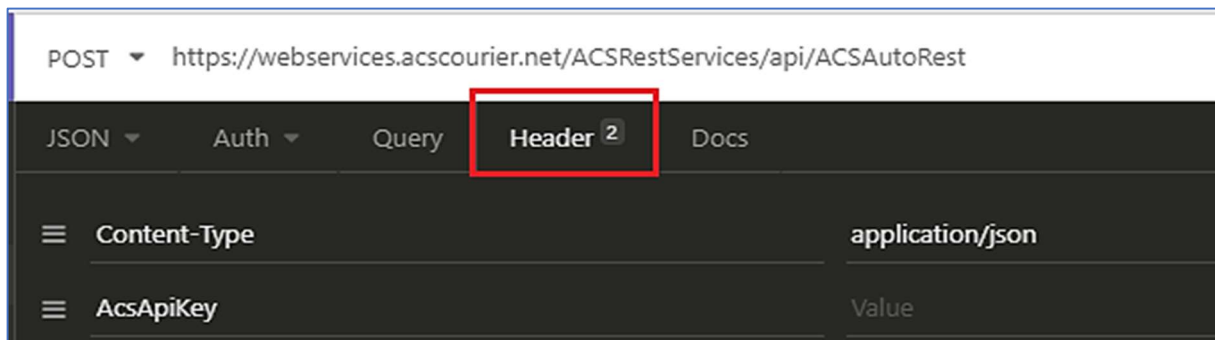 POST https://webservices.acscourier.net/ACSRestServices/api/ACSAutoRest
JSON Auth Query Header 2 Docs
Content-Type application/json
AcsApiKey Value